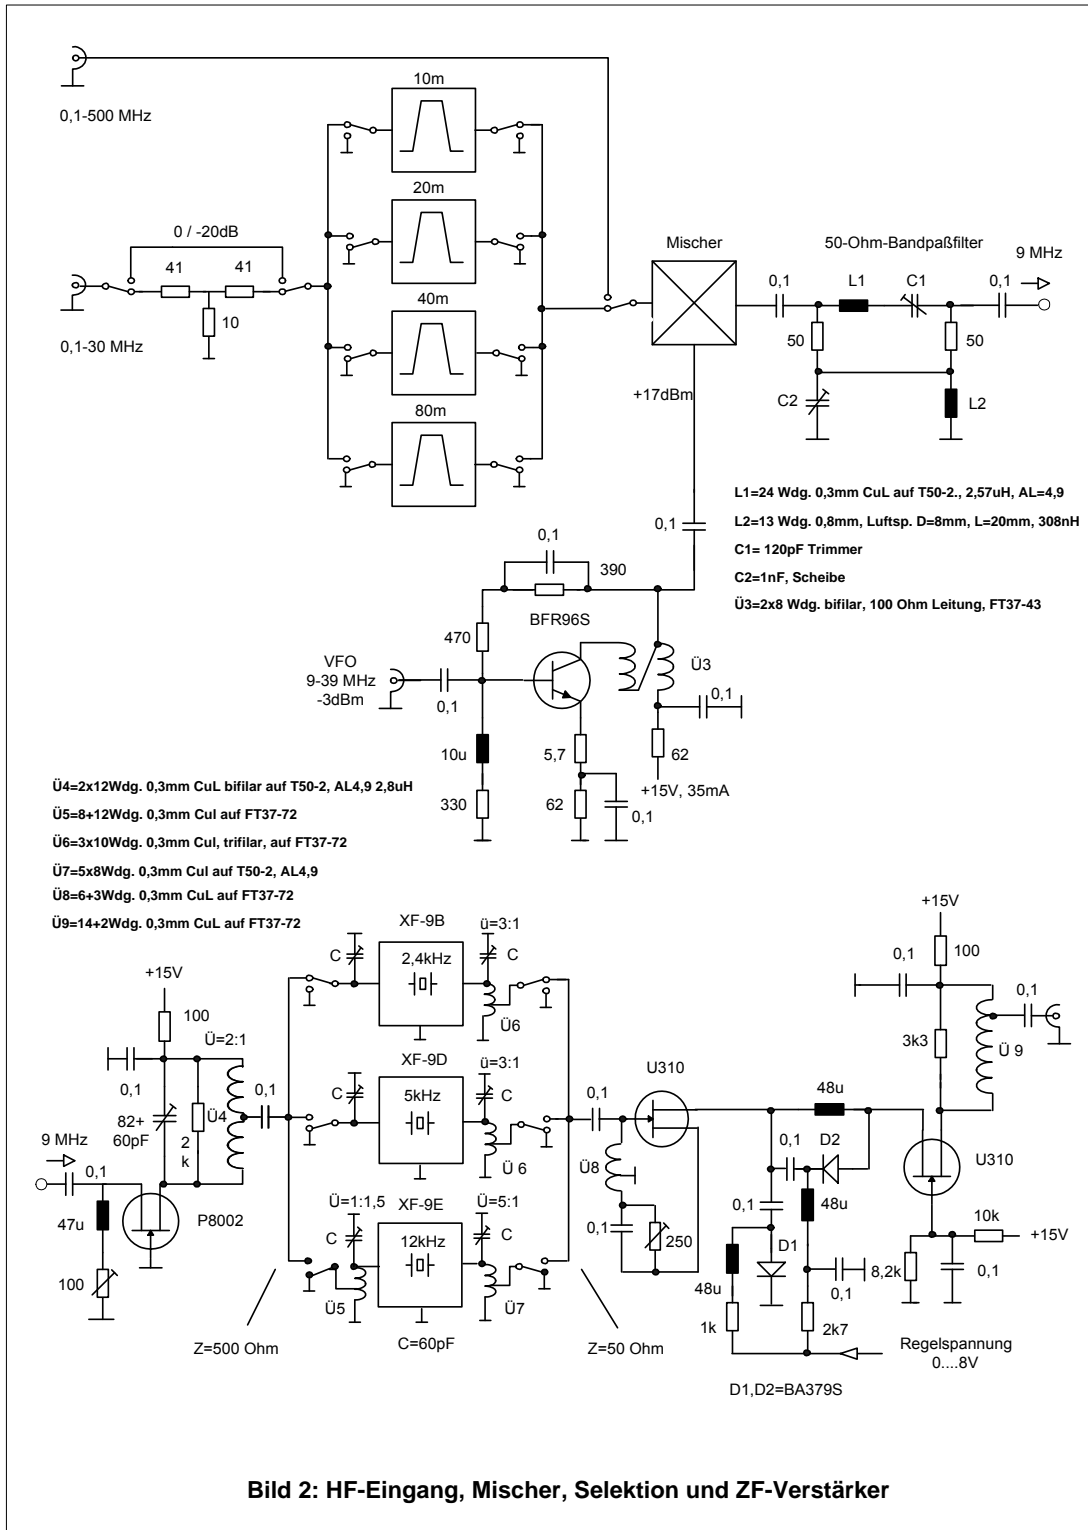 0,1-500 MHz
10m
20m
0 / -20dB
41
41
10
0,1-30 MHz
40m
80m
Mischer
50-Ohm-Bandpaßfilter
9 MHz
0,1
L1
C1
0,1
50
50
C2
L2
+17dBm
L1=24 Wdg. 0,3mm CuL auf T50-2., 2,57uH, AL=4,9
L2=13 Wdg. 0,8mm, Luftsp. D=8mm, L=20mm, 308nH
C1= 120pF Trimmer
C2=1nF, Scheibe
Ü3=2x8 Wdg. bifilar, 100 Ohm Leitung, FT37-43
0,1
0,1
390
BFR96S
470
VFO
9-39 MHz
-3dBm
0,1
Ü3
0,1
10u
5,7
62
+15V, 35mA
330
62
0,1
Ü4=2x12Wdg. 0,3mm CuL bifilar auf T50-2, AL4,9 2,8uH
Ü5=8+12Wdg. 0,3mm Cul auf FT37-72
Ü6=3x10Wdg. 0,3mm Cul, trifilar, auf FT37-72
Ü7=5x8Wdg. 0,3mm Cul auf T50-2, AL4,9
Ü8=6+3Wdg. 0,3mm CuL auf FT37-72
Ü9=14+2Wdg. 0,3mm CuL auf FT37-72
+15V
100
Ü=2:1
0,1
82+
60pF
Ü4
2
k
0,1
9 MHz
0,1
47u
P8002
100
XF-9B
ü=3:1
C
2,4kHz
C
Ü6
XF-9D
ü=3:1
C
5kHz
C
Ü 6
Ü=1:1,5
XF-9E
Ü=5:1
C
12kHz
C
Ü5
Ü7
Z=500 Ohm
C=60pF
Z=50 Ohm
0,1
U310
Ü8
0,1
250
48u
0,1
D2
0,1
48u
D1
48u
0,1
1k
2k7
D1,D2=BA379S
Regelspannung
0....8V
+15V
0,1
100
3k3
Ü 9
0,1
U310
10k
+15V
8,2k
0,1
Bild 2: HF-Eingang, Mischer, Selektion und ZF-Verstärker